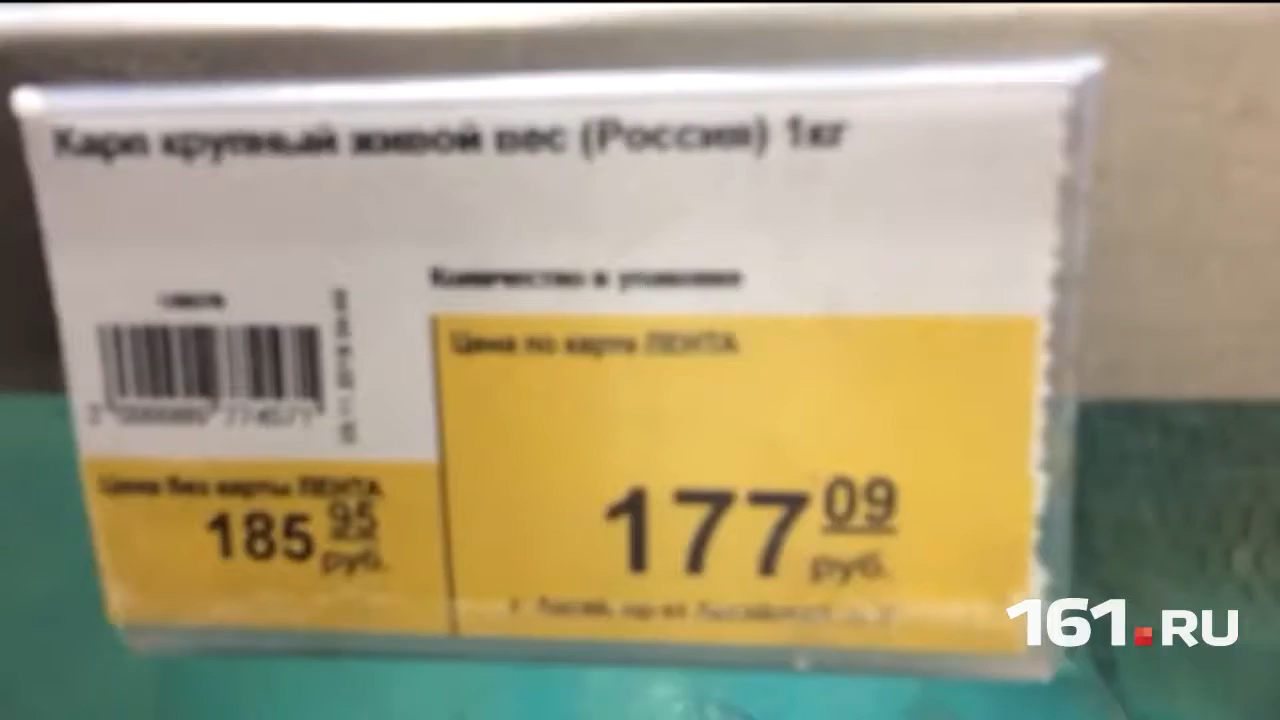 Карп крупный живой вес (Россия) 1кг
Количество в упаковке
Цена по карте ЛЕНТА
177 09
руб.
Цена без карты ЛЕНТА
185 95
руб.
161.RU